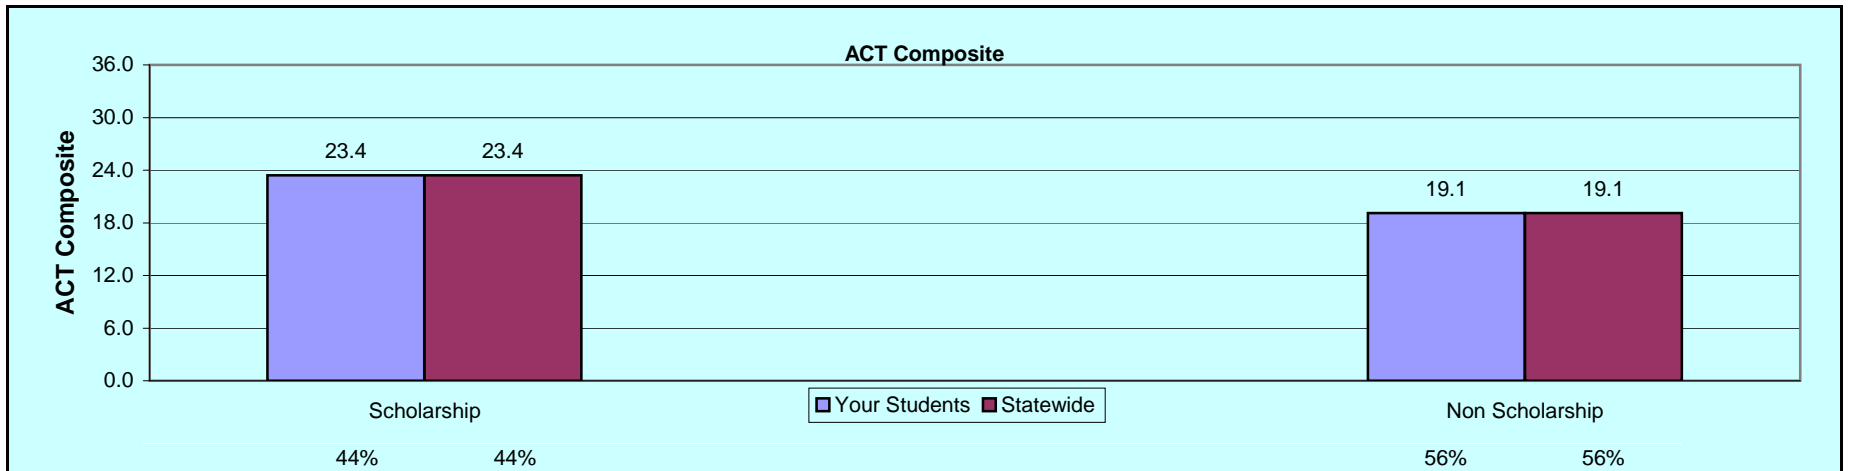 ACT Composite
36.0
30.0
24.0
18.0
12.0
6.0
0.0
ACT Composite
23.4 23.4
19.1 19.1
Scholarship
Your Students Statewide
Non Scholarship
44% 44%
56% 56%